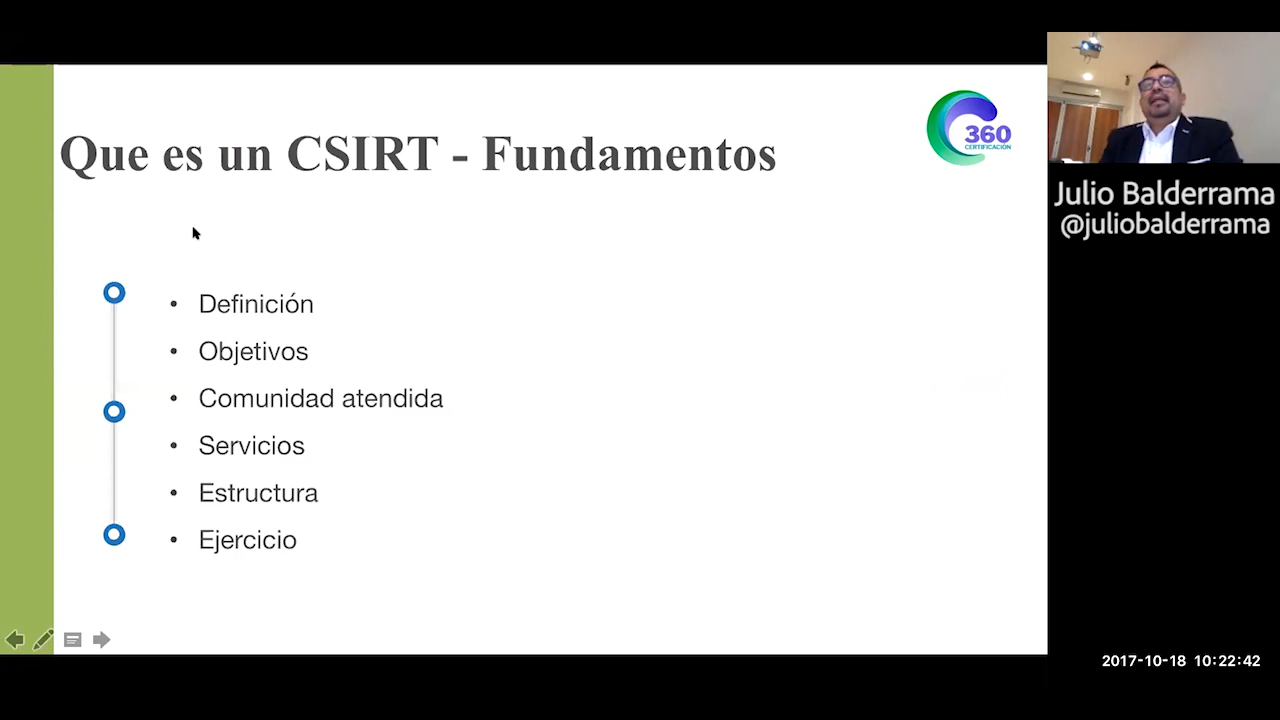 Que es un CSIRT - Fundamentos
360
CERTIFICACIÓN
Julio Balderrama
@juliobalderrama
• Definición
• Objetivos
• Comunidad atendida
• Servicios
• Estructura
• Ejercicio
2017-10-18 10:22:42